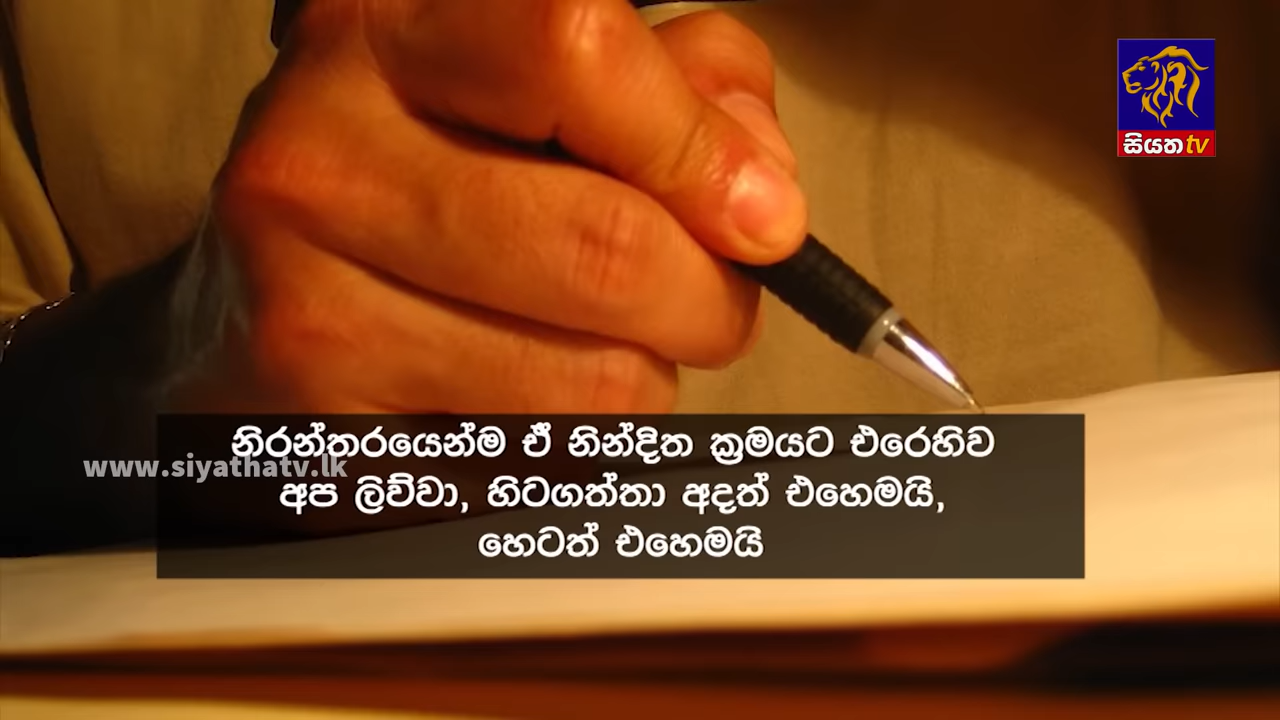 සියත tv
නිරන්තරයෙන්ම ඒ නින්දිත ක්‍රමයට එරෙහිව
www.siyathatv.lk
අප ලිව්වා, හිටගත්තා අදත් එහෙමයි,
හෙටත් එහෙමයි